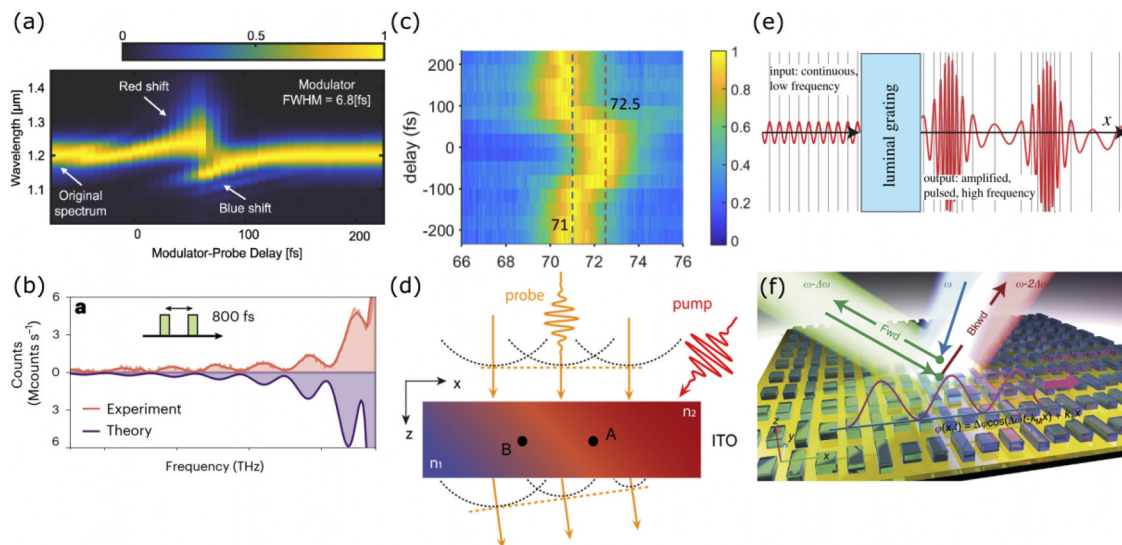 (a)
0
0.5
1
Red shift
Modulator
FWHM = 6.8[fs]
1.4
1.3
1.2
1.1
Wavelength [μm]
Original
spectrum
Blue shift
0
100
200
Modulator-Probe Delay [fs]
(b)
a
6
3
0
3
6
800 fs
Counts
(Mcounts s⁻¹)
Experiment
Theory
Frequency (THz)
(c)
200
100
0
-100
-200
delay (fs)
72.5
71
66
68
70
72
74
76
1
0.8
0.6
0.4
0.2
0
(d)
probe
pump
x
z
n₂
B
A
n₁
ITO
(e)
input: continuous,
low frequency
luminal grating
x
output: amplified,
pulsed, high frequency
(f)
ω-Δω
ω
ω-2Δω
Fwd
Bkwd
z
y
x